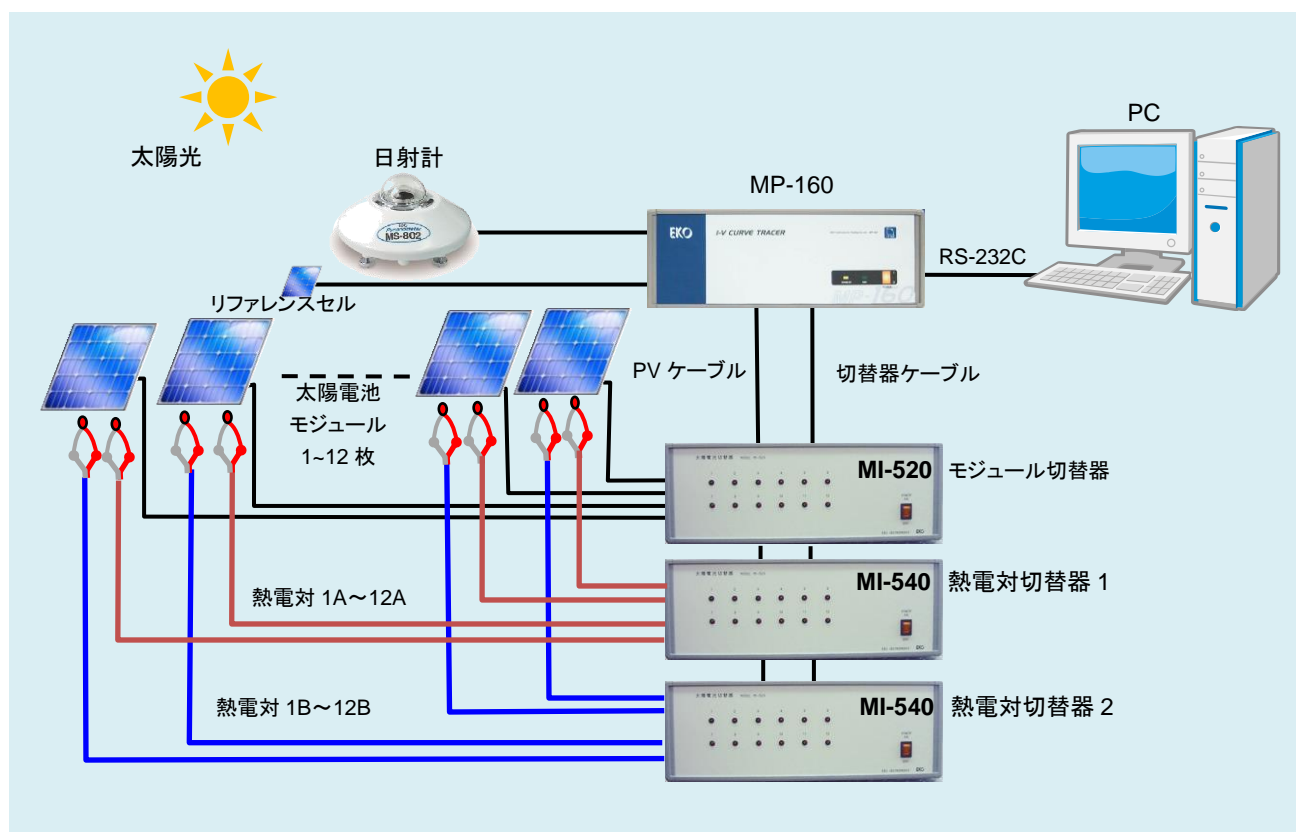 PC
太陽光
日射計
MP-160
MS-802
EKO
I-V CURVE TRACER
MP-160
RS-232C
リファレンスセル
PV ケーブル
切替器ケーブル
太陽電池
モジュール
1~12 枚
MI-520 モジュール切替器
熱電対 1A～12A
MI-540 熱電対切替器 1
熱電対 1B～12B
MI-540 熱電対切替器 2